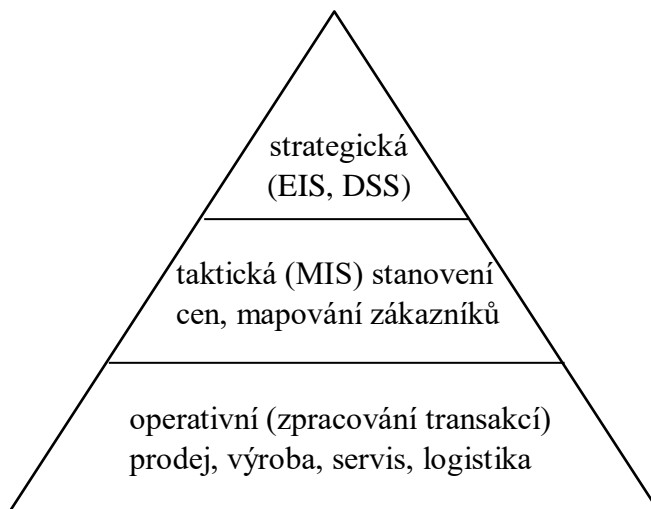 strategická
(EIS, DSS)
taktická (MIS) stanovení
cen, mapování zákazníků
operativní (zpracování transakcí)
prodej, výroba, servis, logistika